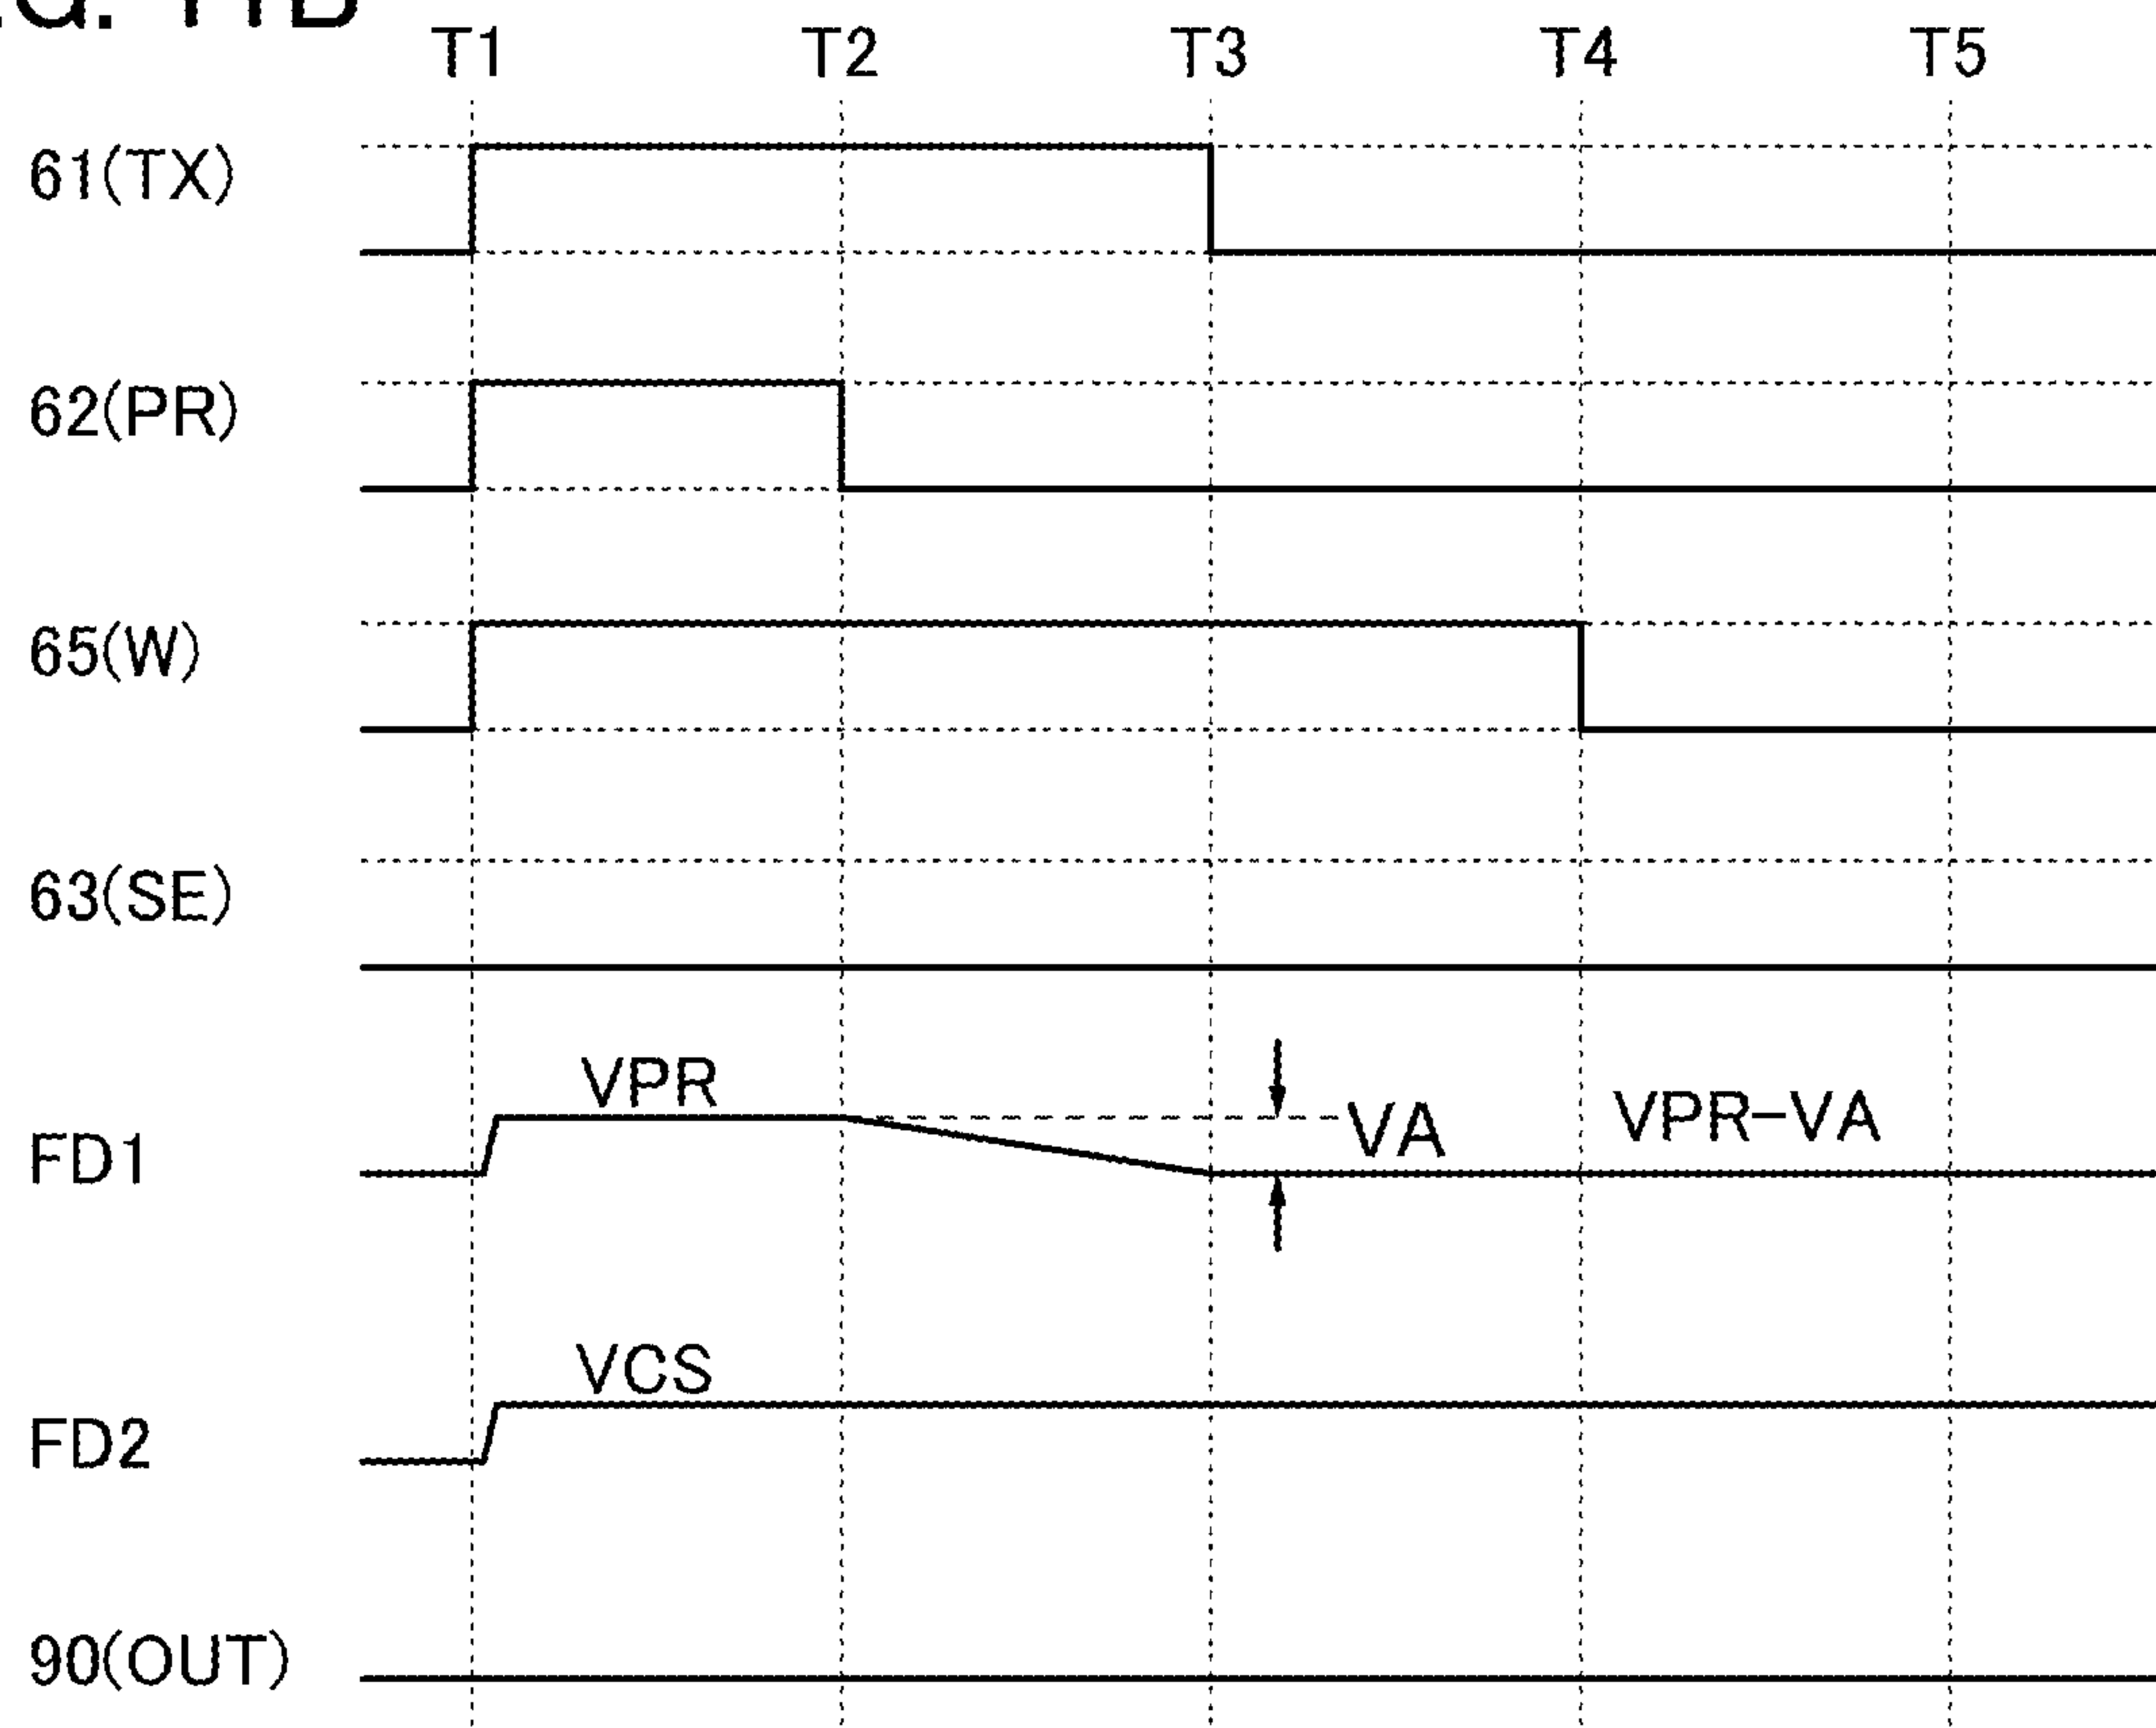 G. 11B
T1 T2 T3 T4 T5
61(TX)
62(PR)
65(W)
63(SE)
VPR
VA
VPR-VA
FD1
VCS
FD2
90(OUT)